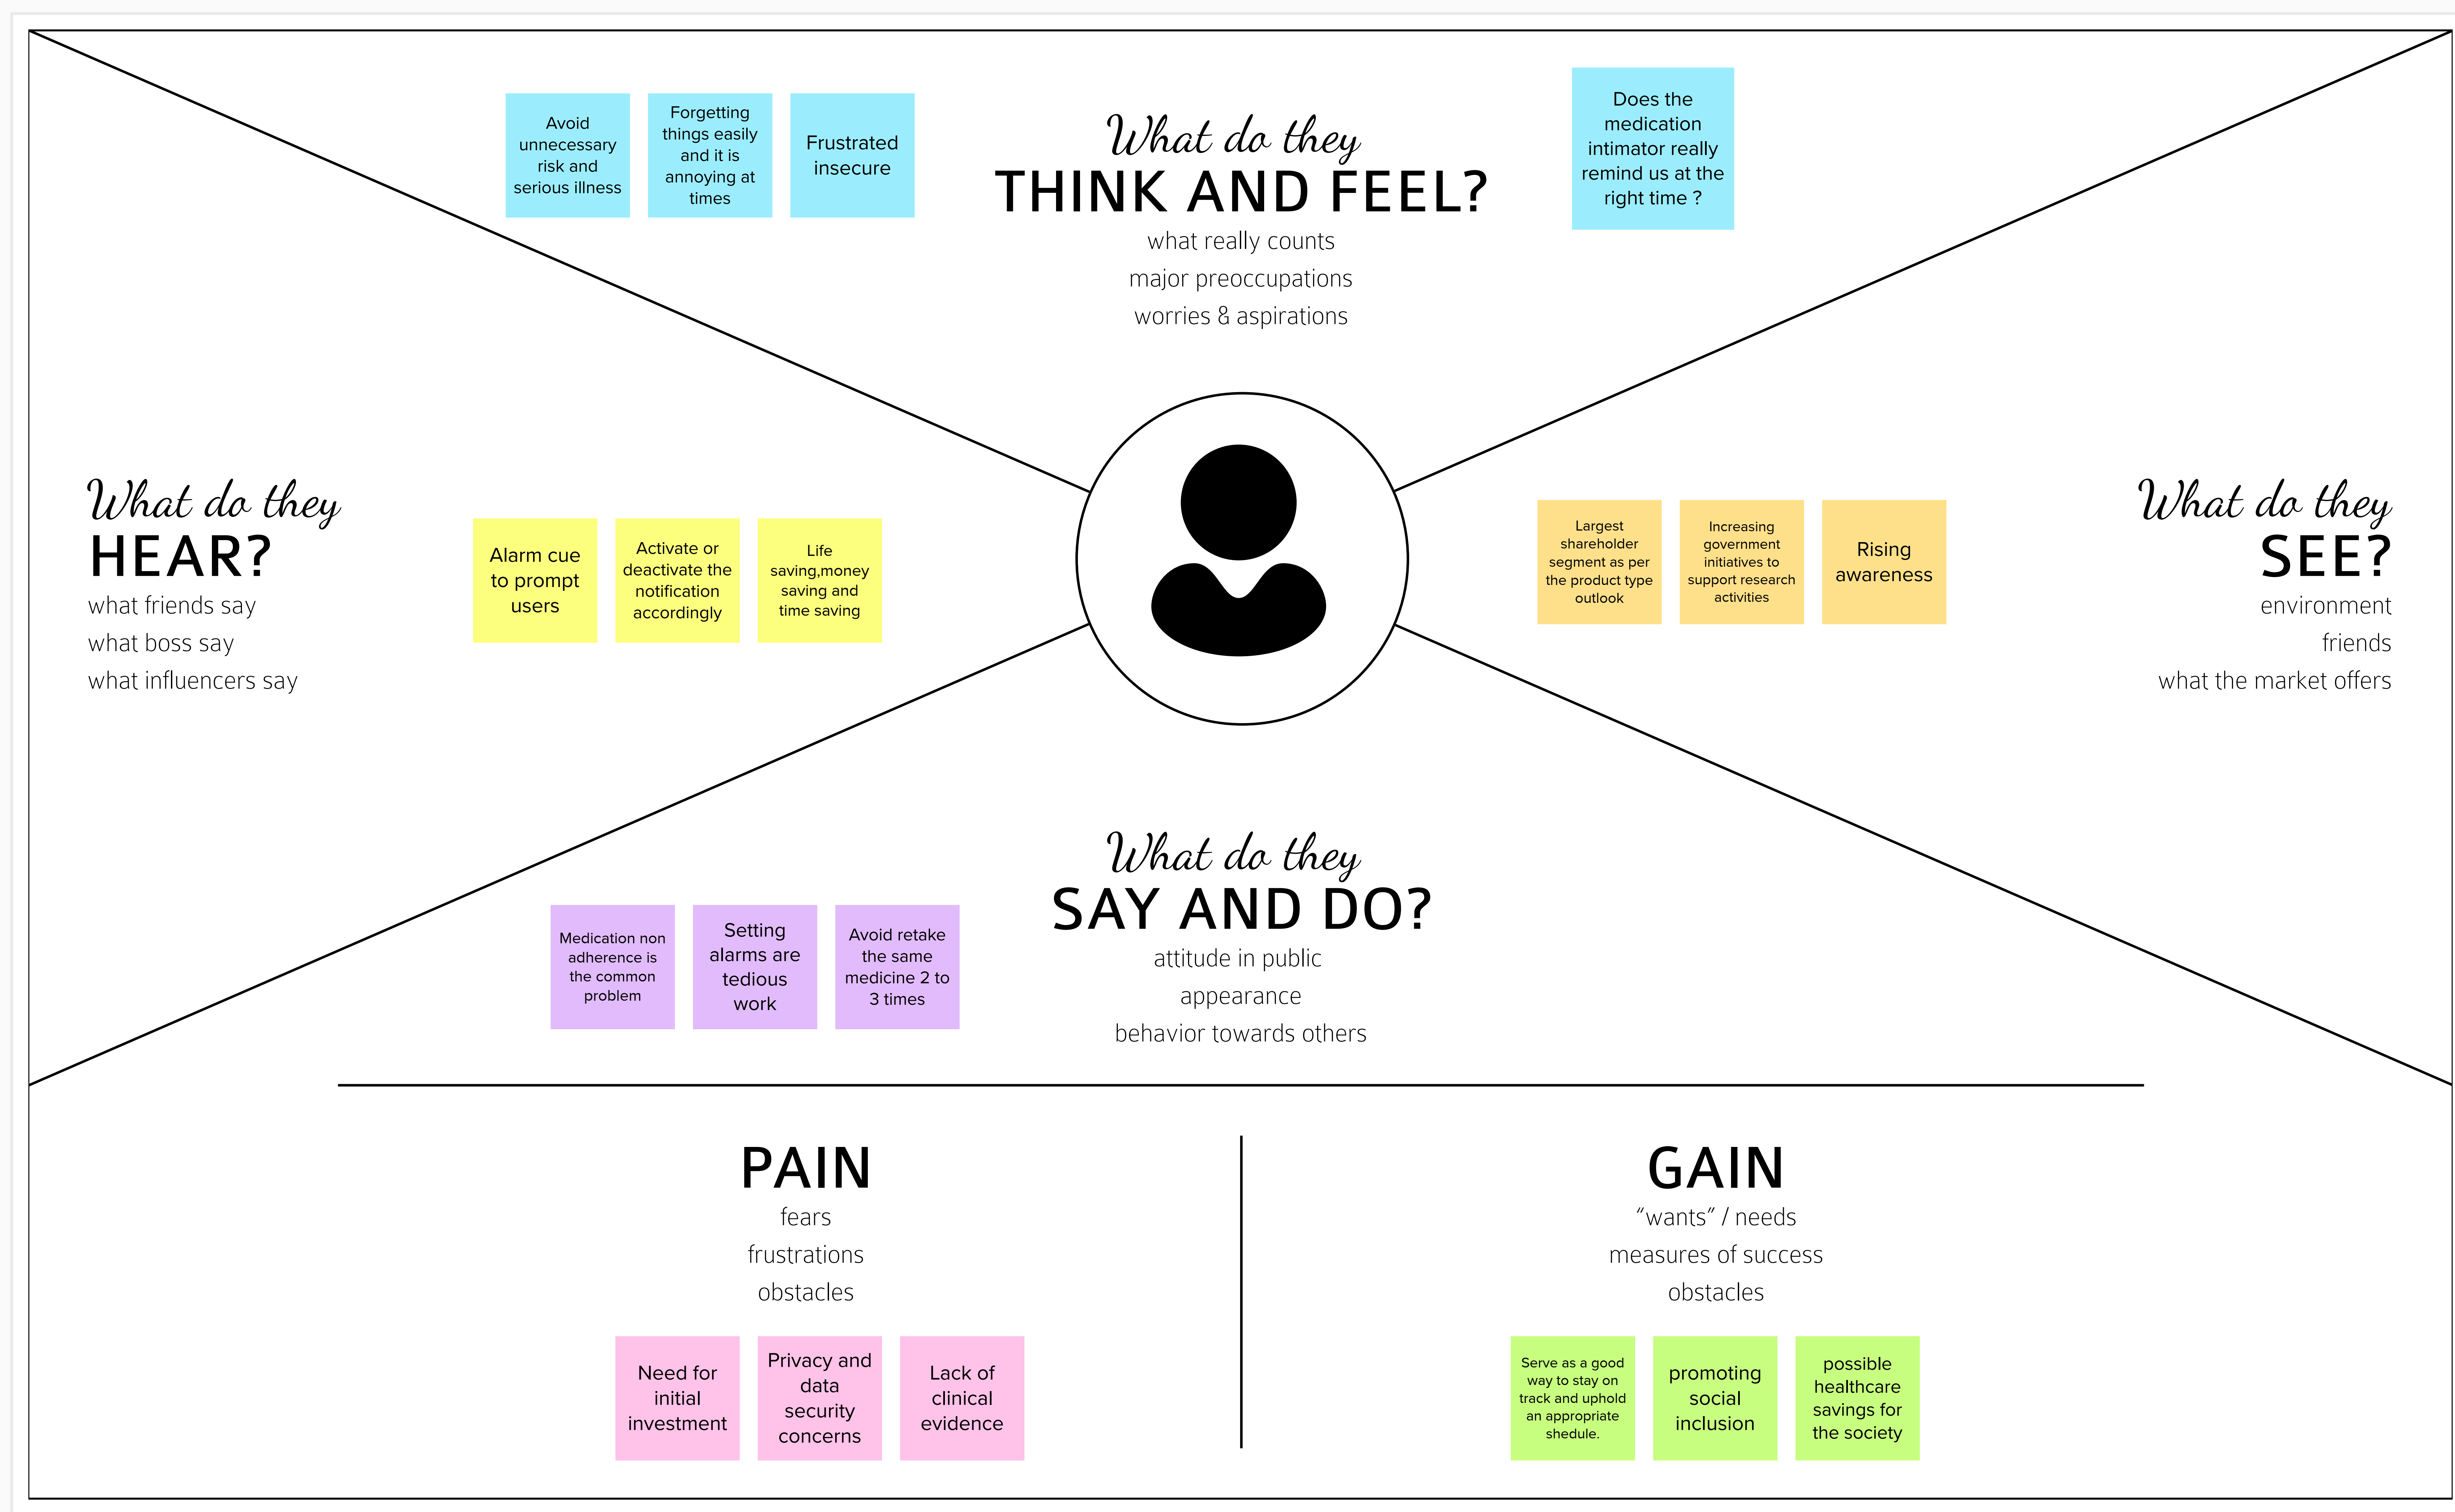 Avoid
unnecessary
risk and
serious illness
Forgetting
things easily
and it is
annoying at
times
Frustrated
insecure
What do they
THINK AND FEEL?
what really counts
major preoccupations
worries & aspirations
Does the
medication
intimator really
remind us at the
right time ?
What do they
HEAR?
what friends say
what boss say
what influencers say
Alarm cue
to prompt
users
Activate or
deactivate the
notification
accordingly
Life
saving,money
saving and
time saving
Largest
shareholder
segment as per
the product type
outlook
Increasing
government
initiatives to
support research
activities
Rising
awareness
What do they
SEE?
environment
friends
what the market offers
Medication non
adherence is
the common
problem
Setting
alarms are
tedious
work
Avoid retake
the same
medicine 2 to
3 times
What do they
SAY AND DO?
attitude in public
appearance
behavior towards others
PAIN
fears
frustrations
obstacles
Need for
initial
investment
Privacy and
data
security
concerns
Lack of
clinical
evidence
GAIN
“wants” / needs
measures of success
obstacles
Serve as a good
way to stay on
track and uphold
an appropriate
shedule.
promoting
social
inclusion
possible
healthcare
savings for
the society